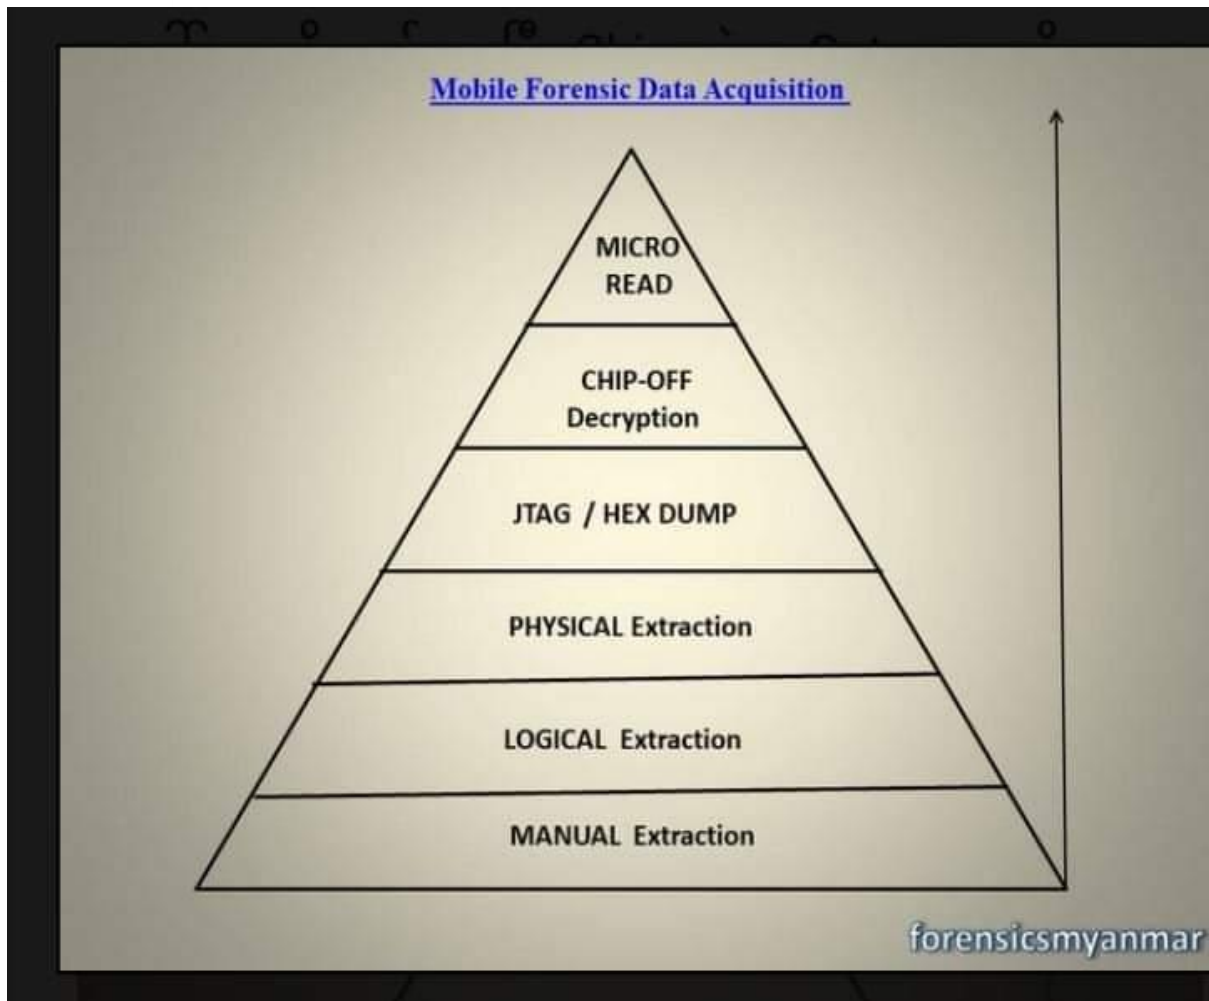 Mobile Forensic Data Acquisition
MICRO
READ
CHIP-OFF
Decryption
JTAG / HEX DUMP
PHYSICAL Extraction
LOGICAL Extraction
MANUAL Extraction
forensicsmyanmar